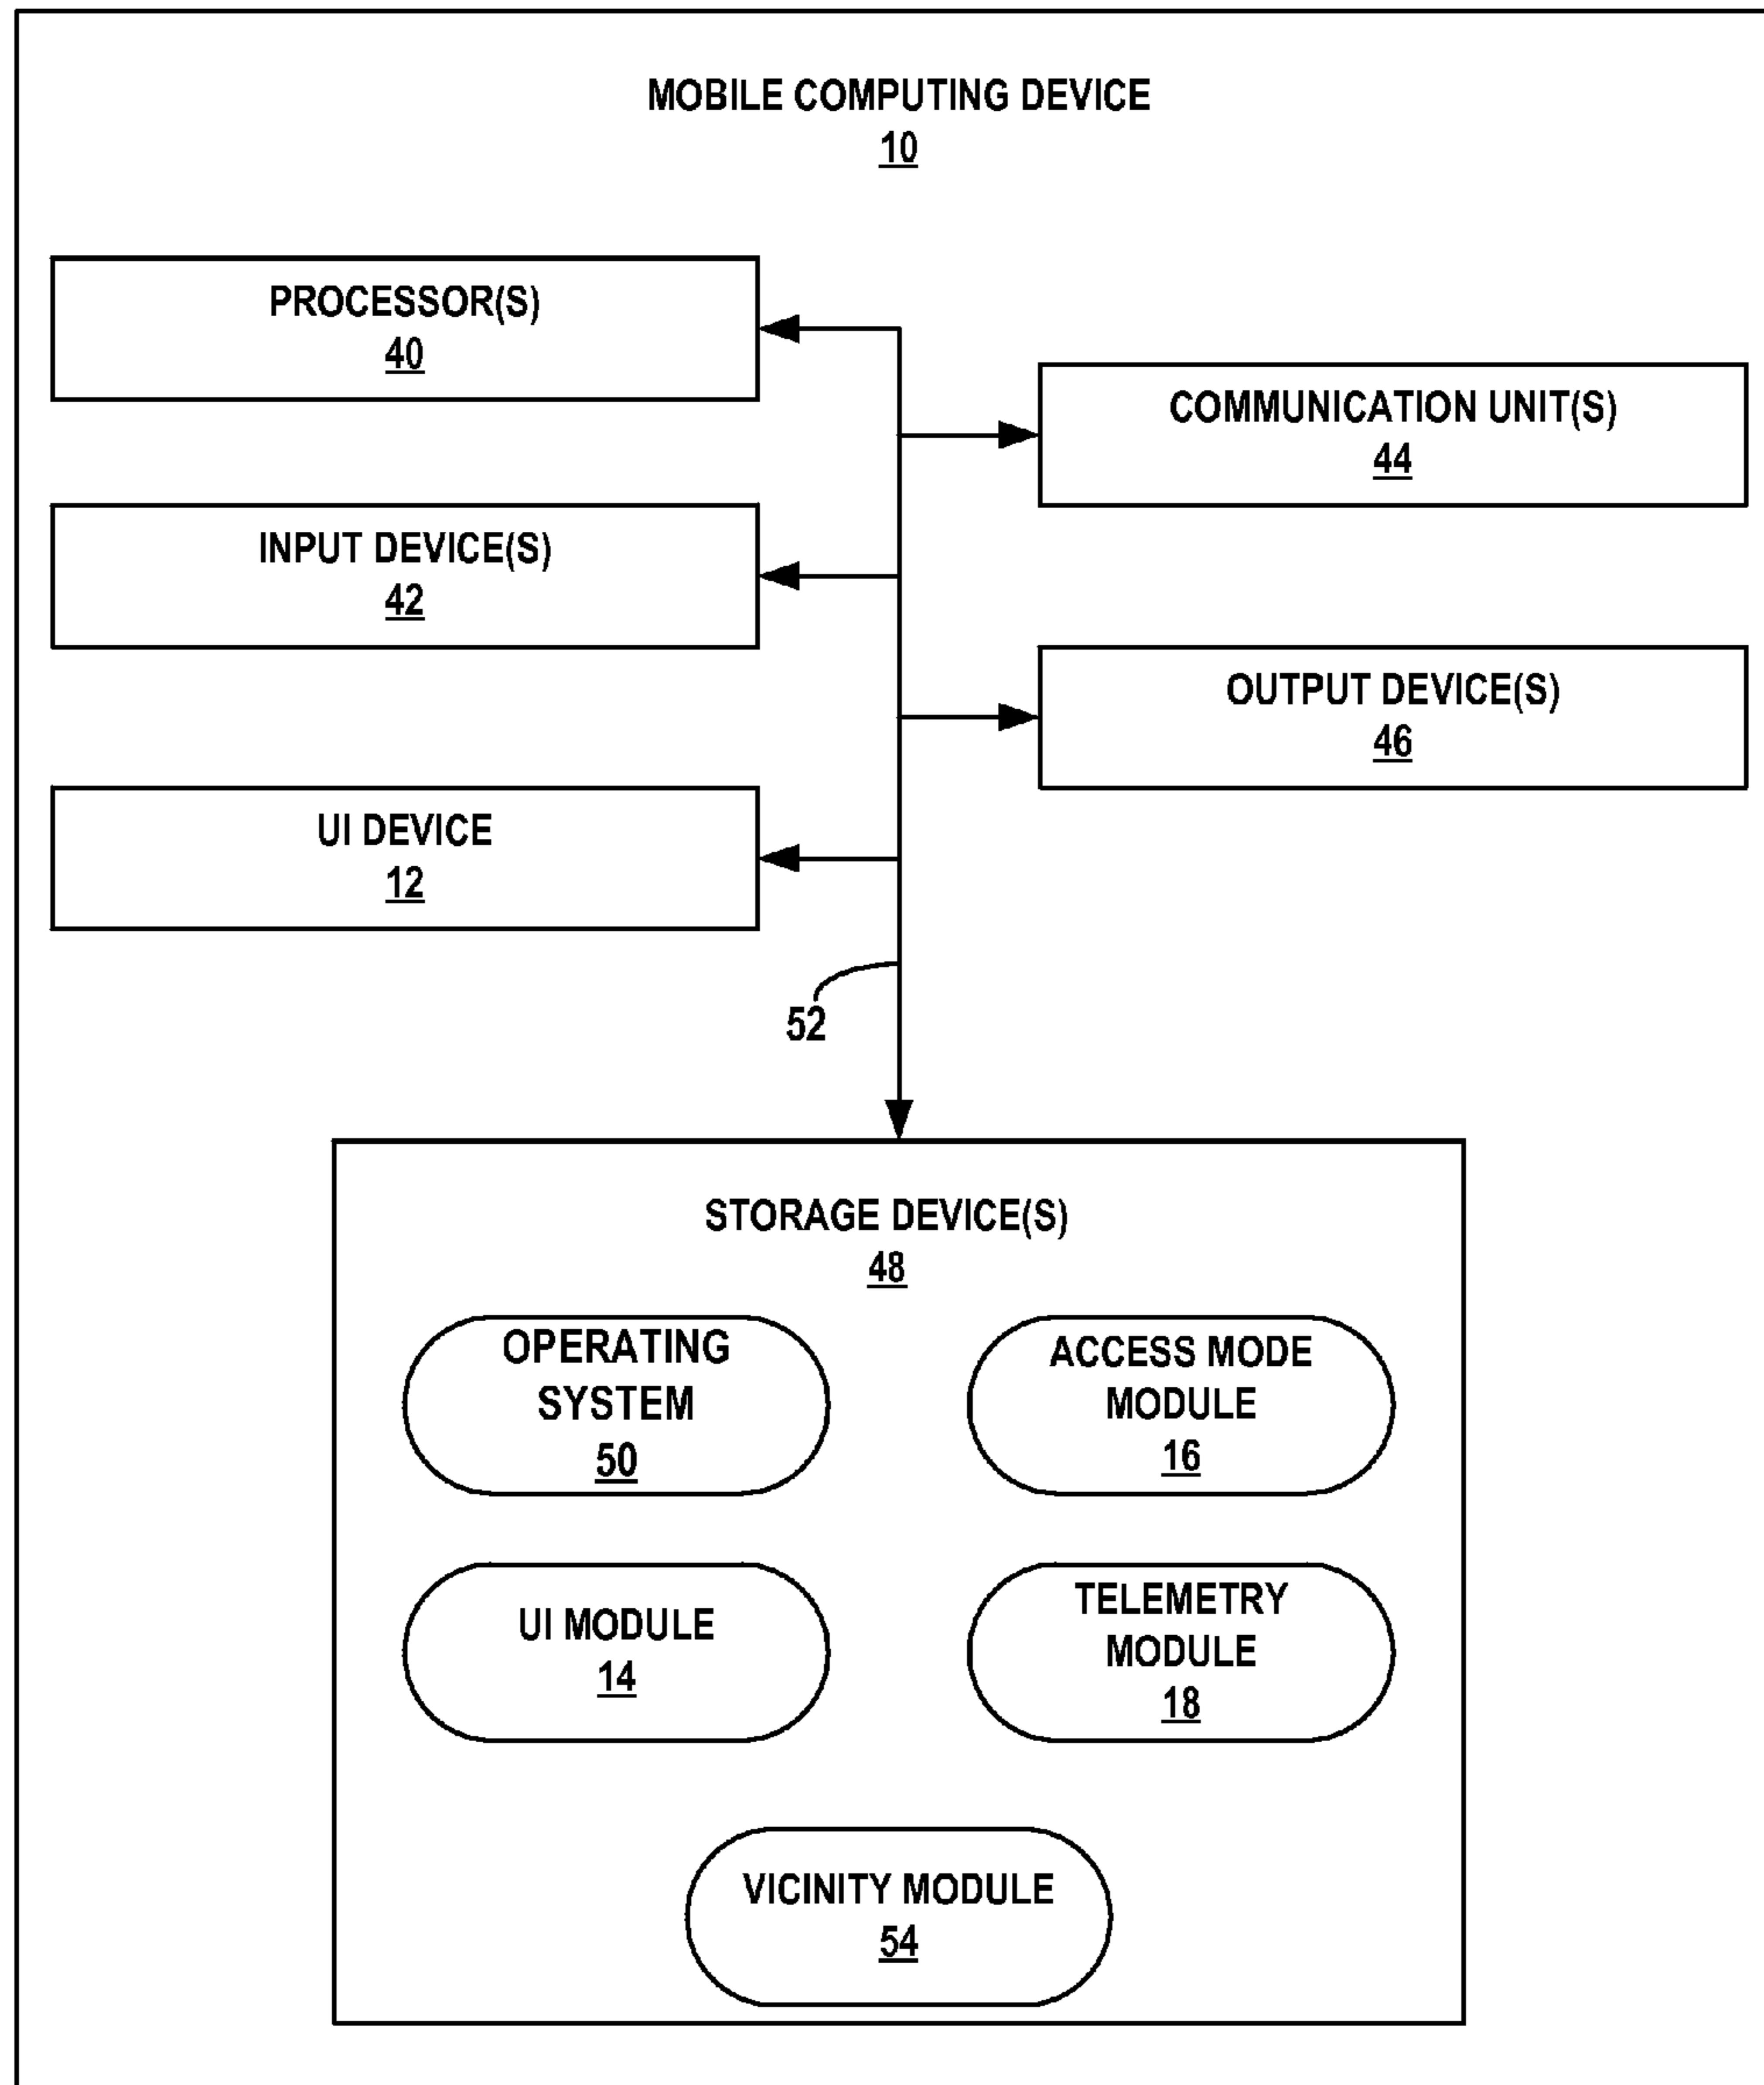 MOBILE COMPUTING DEVICE
10
PROCESSOR(S)
40
COMMUNICATION UNIT(S)
44
INPUT DEVICE(S)
42
OUTPUT DEVICE(S)
46
UI DEVICE
12
52
STORAGE DEVICE(S)
48
OPERATING
SYSTEM
50
ACCESS MODE
MODULE
16
UI MODULE
14
TELEMETRY
MODULE
18
VICINITY MODULE
54